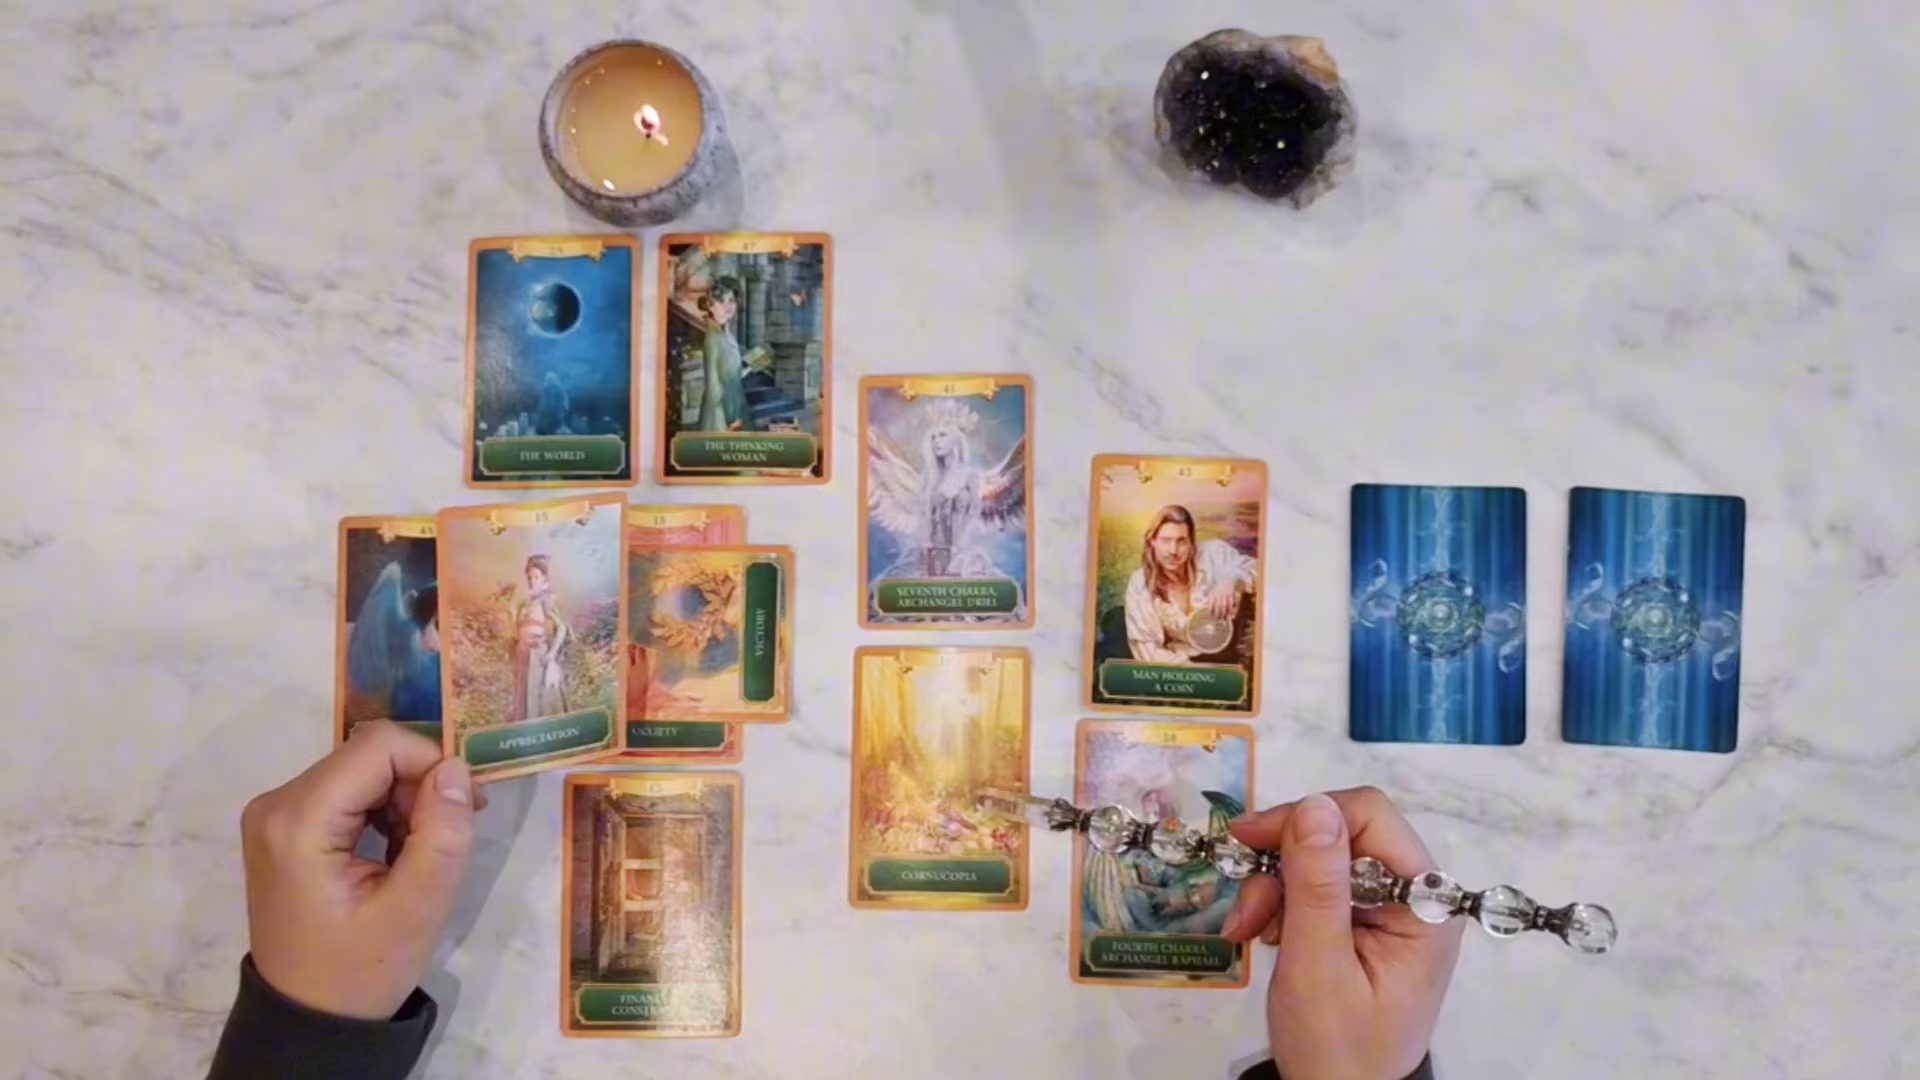 THE WORLD
47
THE THINKING
WOMAN
41
SEVENTH CHAKRA,
ARCHANGEL URIEL
MAN HOLDING
A COIN
15
APPRECIATION
VICTORY
ANXIETY
CORNUCOPIA
FOURTH CHAKRA,
ARCHANGEL RAPHAEL